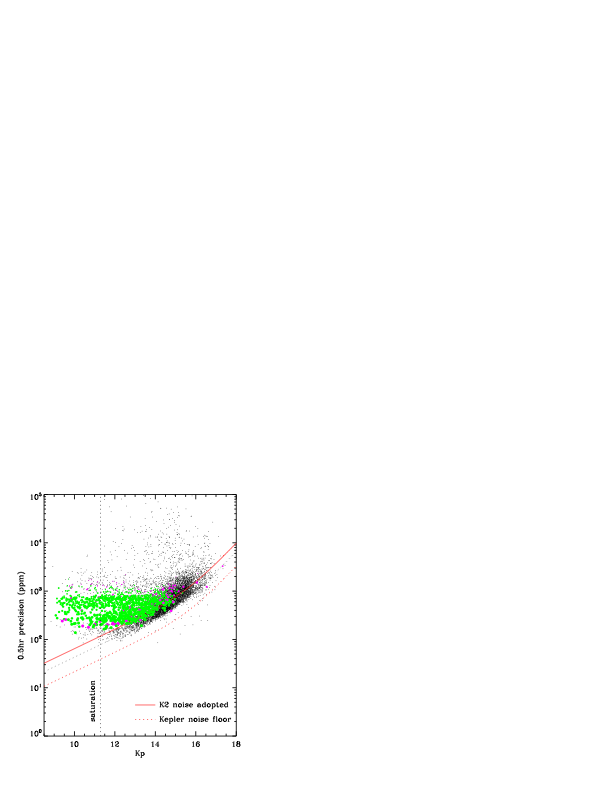 10⁵
10⁴
10³
10²
10¹
10⁰
0.5hr precision (ppm)
saturation
K2 noise adopted
Kepler noise floor
10 12 14 16 18
Kp